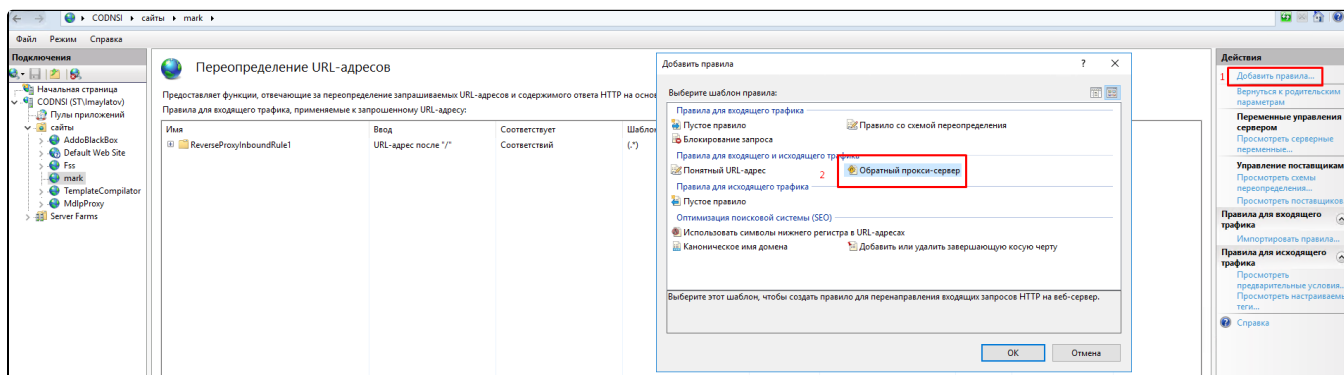 CODNSI ▸ сайты ▸ mark ▸
Файл Режим Справка
Подключения
Начальная страница
CODNSI (ST\Imaylatov)
Пулы приложений
сайты
AddoBlackBox
Default Web Site
Fss
mark
TemplateCompilator
MdlpProxy
Server Farms
Переопределение URL-адресов
Предоставляет функции, отвечающие за переопределение запрашиваемых URL-адресов и содержимого ответа HTTP на осно
Правила для входящего трафика, применяемые к запрошенному URL-адресу:
Имя Ввод Соответствует Шаблон
ReverseProxyInboundRule1 URL-адрес после "/" Соответствий (.*)
Добавить правила ? ×
Выберите шаблон правила:
Правила для входящего трафика
Пустое правило Правило со схемой переопределения
Блокирование запроса
Правила для входящего и исходящего трафика
Понятный URL-адрес 2 Обратный прокси-сервер
Правила для исходящего трафика
Пустое правило
Оптимизация поисковой системы (SEO)
Использовать символы нижнего регистра в URL-адресах
Каноническое имя домена Добавить или удалить завершающую косую черту
Выберите этот шаблон, чтобы создать правило для перенаправления входящих запросов HTTP на веб-сервер.
ОК Отмена
Действия
1 Добавить правила...
Вернуться к родительским
параметрам
Переменные управления
сервером
Просмотреть серверные
переменные...
Управление поставщикам
Просмотреть схемы
переопределения...
Просмотреть поставщиков
Правила для входящего
трафика
Импортировать правила...
Правила для исходящего
трафика
Просмотреть
предварительные условия...
Просмотреть настраиваемы
теги...
Справка